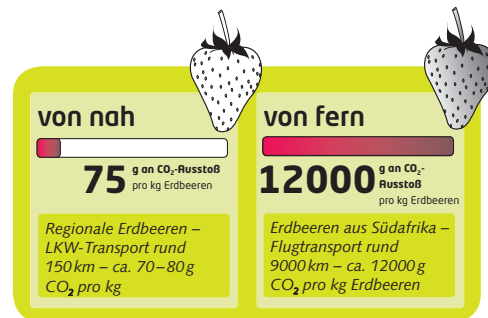 von nah
75 g an CO₂-Ausstoß
pro kg Erdbeeren
Regionale Erdbeeren –
LKW-Transport rund
150 km – ca. 70–80 g
CO₂ pro kg
von fern
12000 g an CO₂-
Ausstoß
pro kg Erdbeeren
Erdbeeren aus Südafrika –
Flugtransport rund
9000 km – ca. 12000 g
CO₂ pro kg Erdbeeren